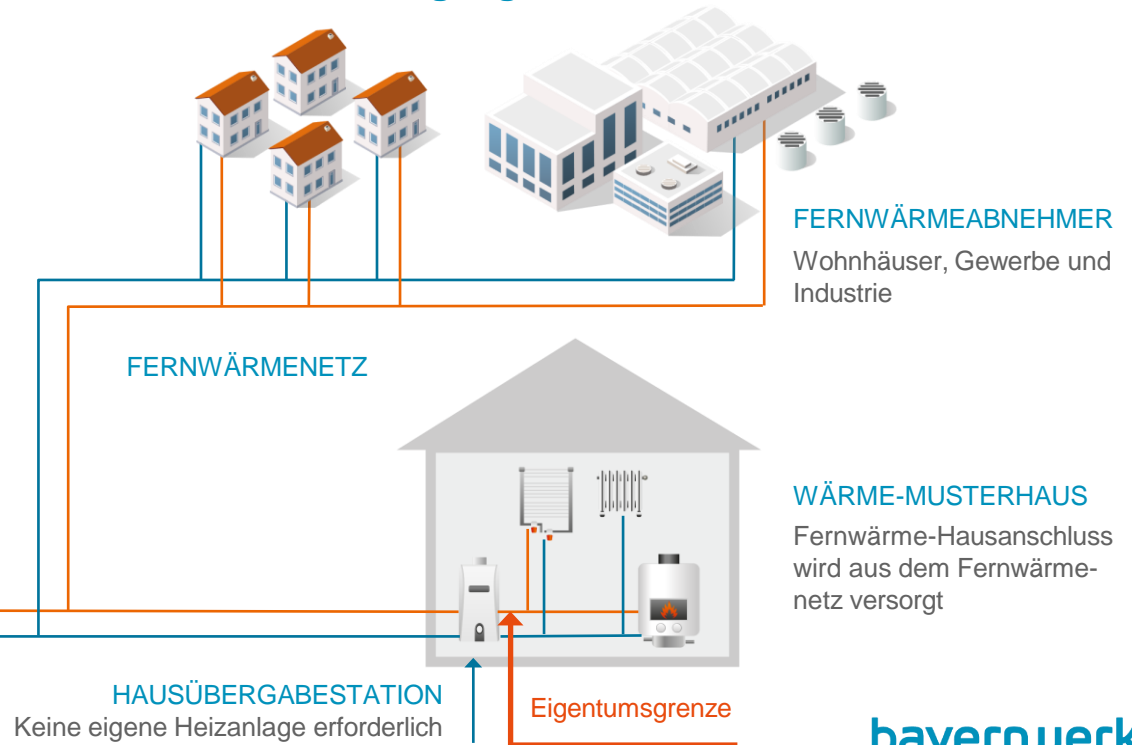 FERNWÄRMEABNEHMER
Wohnhäuser, Gewerbe und
Industrie
FERNWÄRMENETZ
WÄRME-MUSTERHAUS
Fernwärme-Hausanschluss
wird aus dem Fernwärme-
netz versorgt
HAUSÜBERGABESTATION
Keine eigene Heizanlage erforderlich
Eigentumsgrenze
bayernwerk